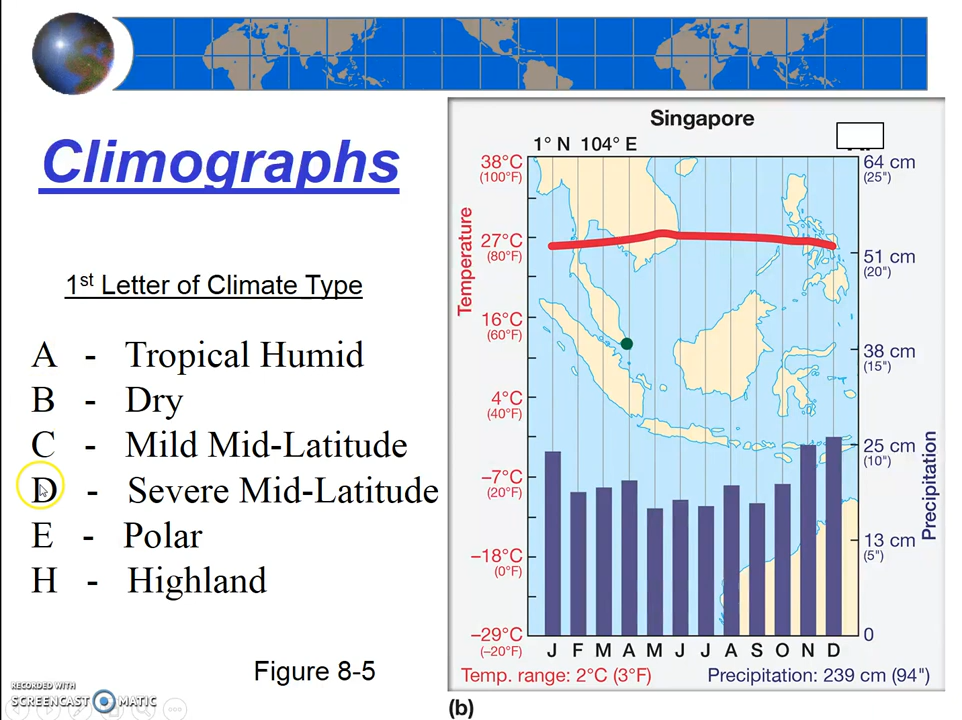 Climographs
1st Letter of Climate Type
A - Tropical Humid
B - Dry
C - Mild Mid-Latitude
D - Severe Mid-Latitude
E - Polar
H - Highland
Figure 8-5
RECORDED WITH
SCREENCAST MATIC
Singapore
1° N 104° E
Temperature
38°C
(100°F)
27°C
(80°F)
16°C
(60°F)
4°C
(40°F)
–7°C
(20°F)
–18°C
(0°F)
–29°C
(–20°F)
64 cm
(25")
51 cm
(20")
38 cm
(15")
25 cm
(10")
13 cm
(5")
0
Precipitation
J F M A M J J A S O N D
Temp. range: 2°C (3°F) Precipitation: 239 cm (94")
(b)